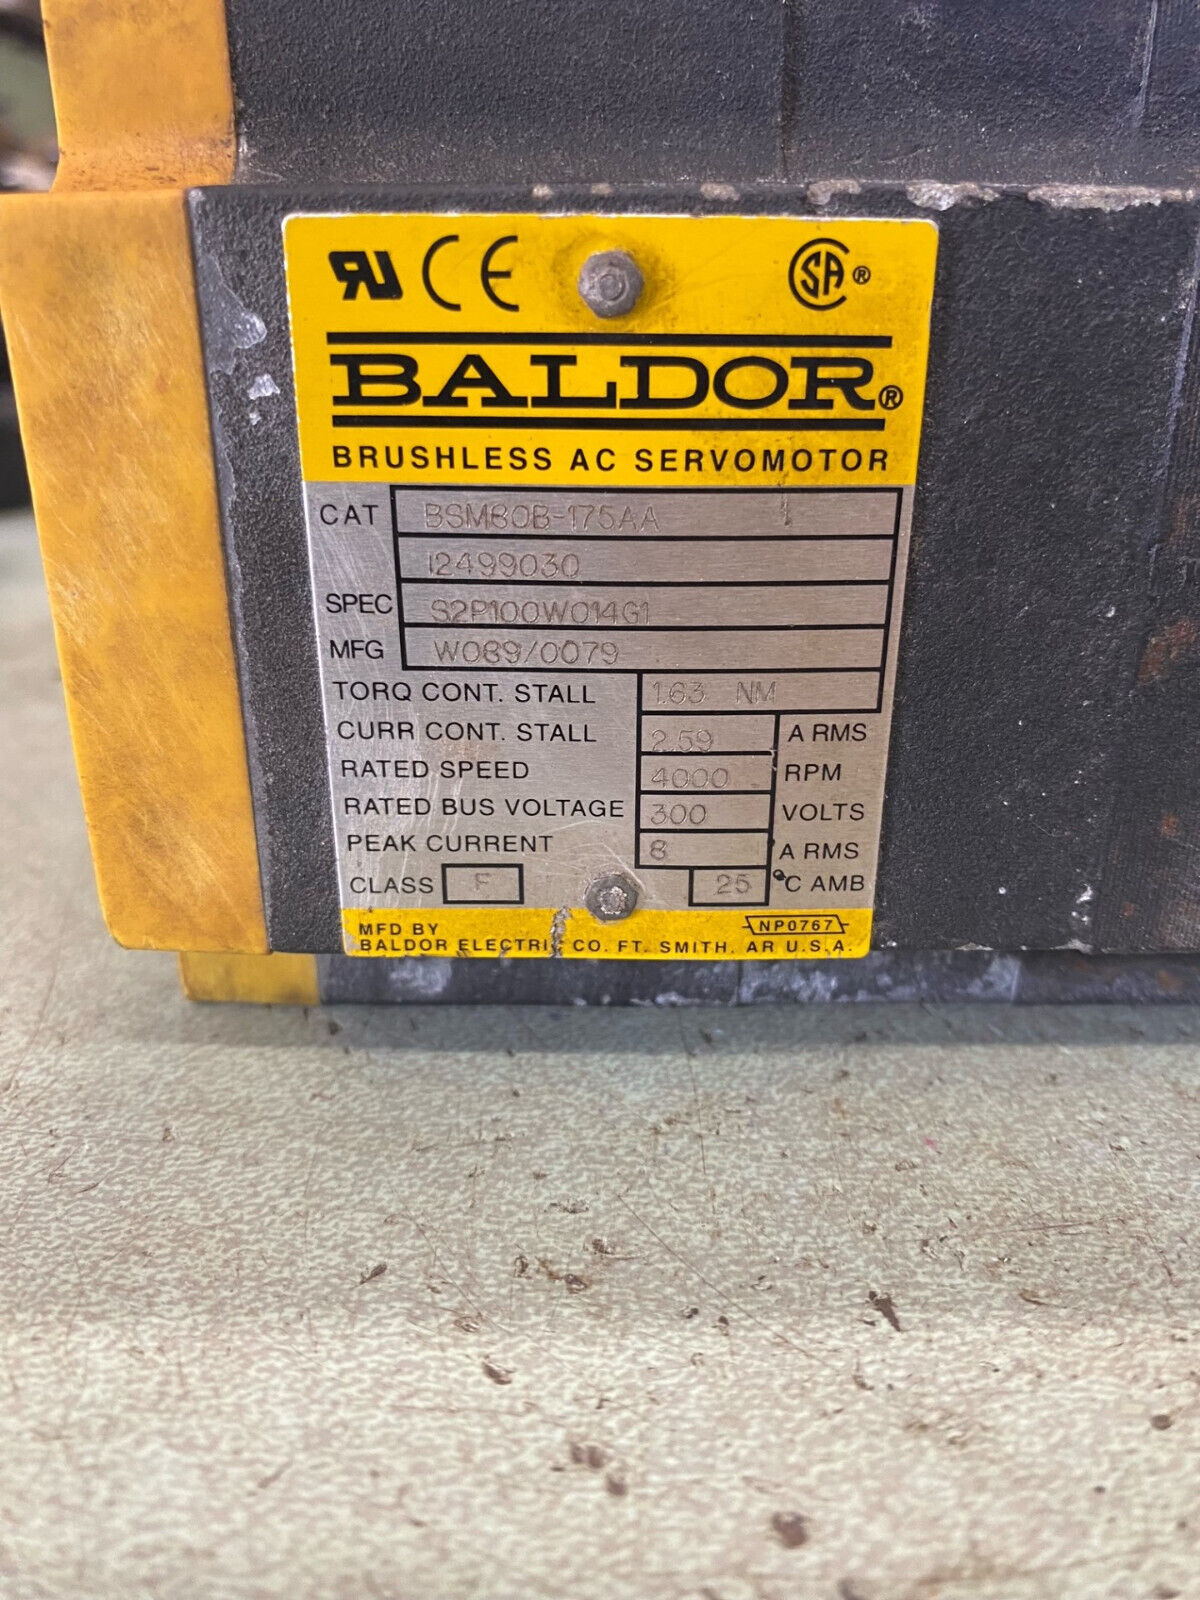 RU CE SA ®
BALDOR®
BRUSHLESS AC SERVOMOTOR
CAT BSM80B-175AA
12499030
SPEC S2P100W014G1
MFG W089/0079
TORQ CONT. STALL 1.63 NM
CURR CONT. STALL 2.59 A RMS
RATED SPEED 4000 RPM
RATED BUS VOLTAGE 300 VOLTS
PEAK CURRENT 8 A RMS
CLASS F 25 °C AMB
MFD BY NP0767
BALDOR ELECTRIC CO. FT. SMITH, AR U.S.A.